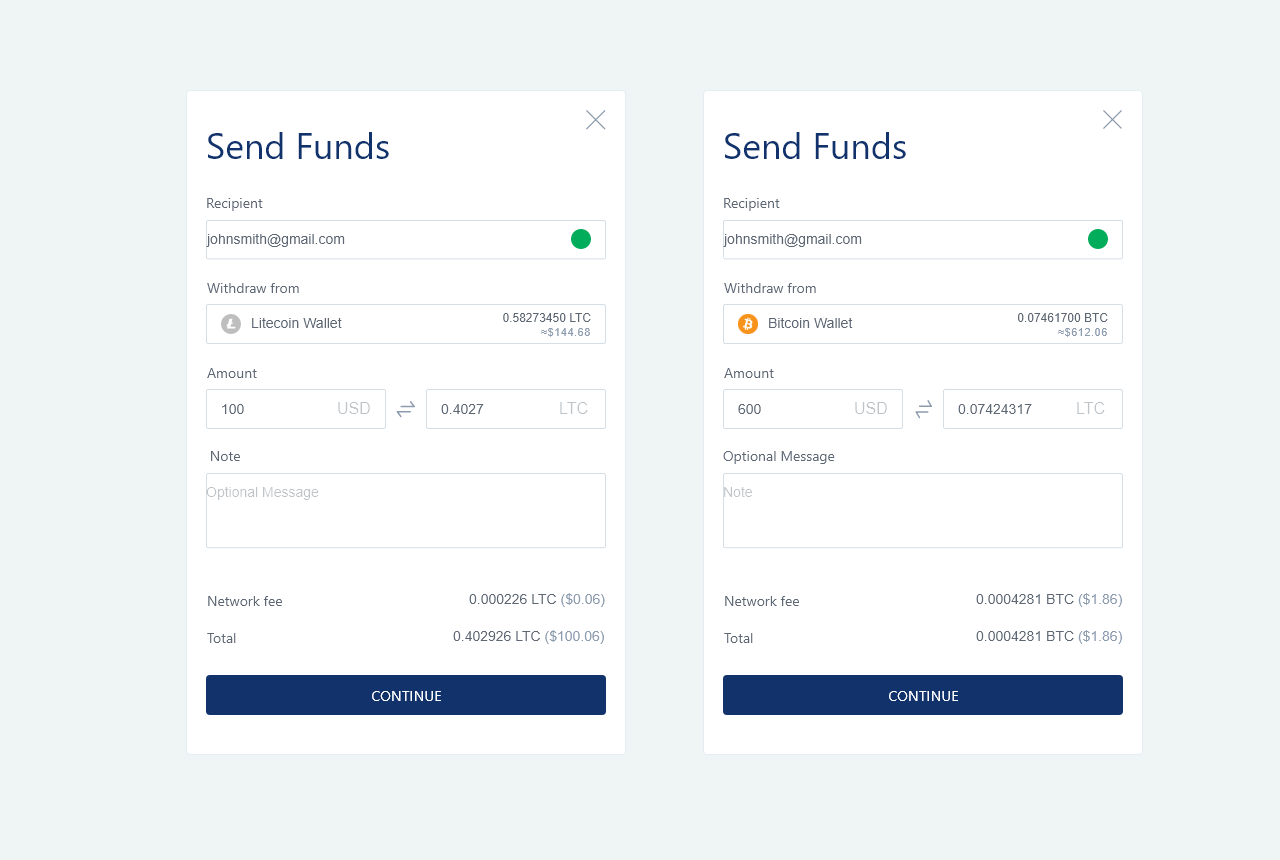 Send Funds
Recipient
johnsmith@gmail.com
Withdraw from
Litecoin Wallet
0.58273450 LTC
≈$144.68
Amount
100 USD
0.4027 LTC
Note
Optional Message
Network fee 0.000226 LTC ($0.06)
Total 0.402926 LTC ($100.06)
CONTINUE
Send Funds
Recipient
johnsmith@gmail.com
Withdraw from
Bitcoin Wallet
0.07461700 BTC
≈$612.06
Amount
600 USD
0.07424317 LTC
Optional Message
Note
Network fee 0.0004281 BTC ($1.86)
Total 0.0004281 BTC ($1.86)
CONTINUE